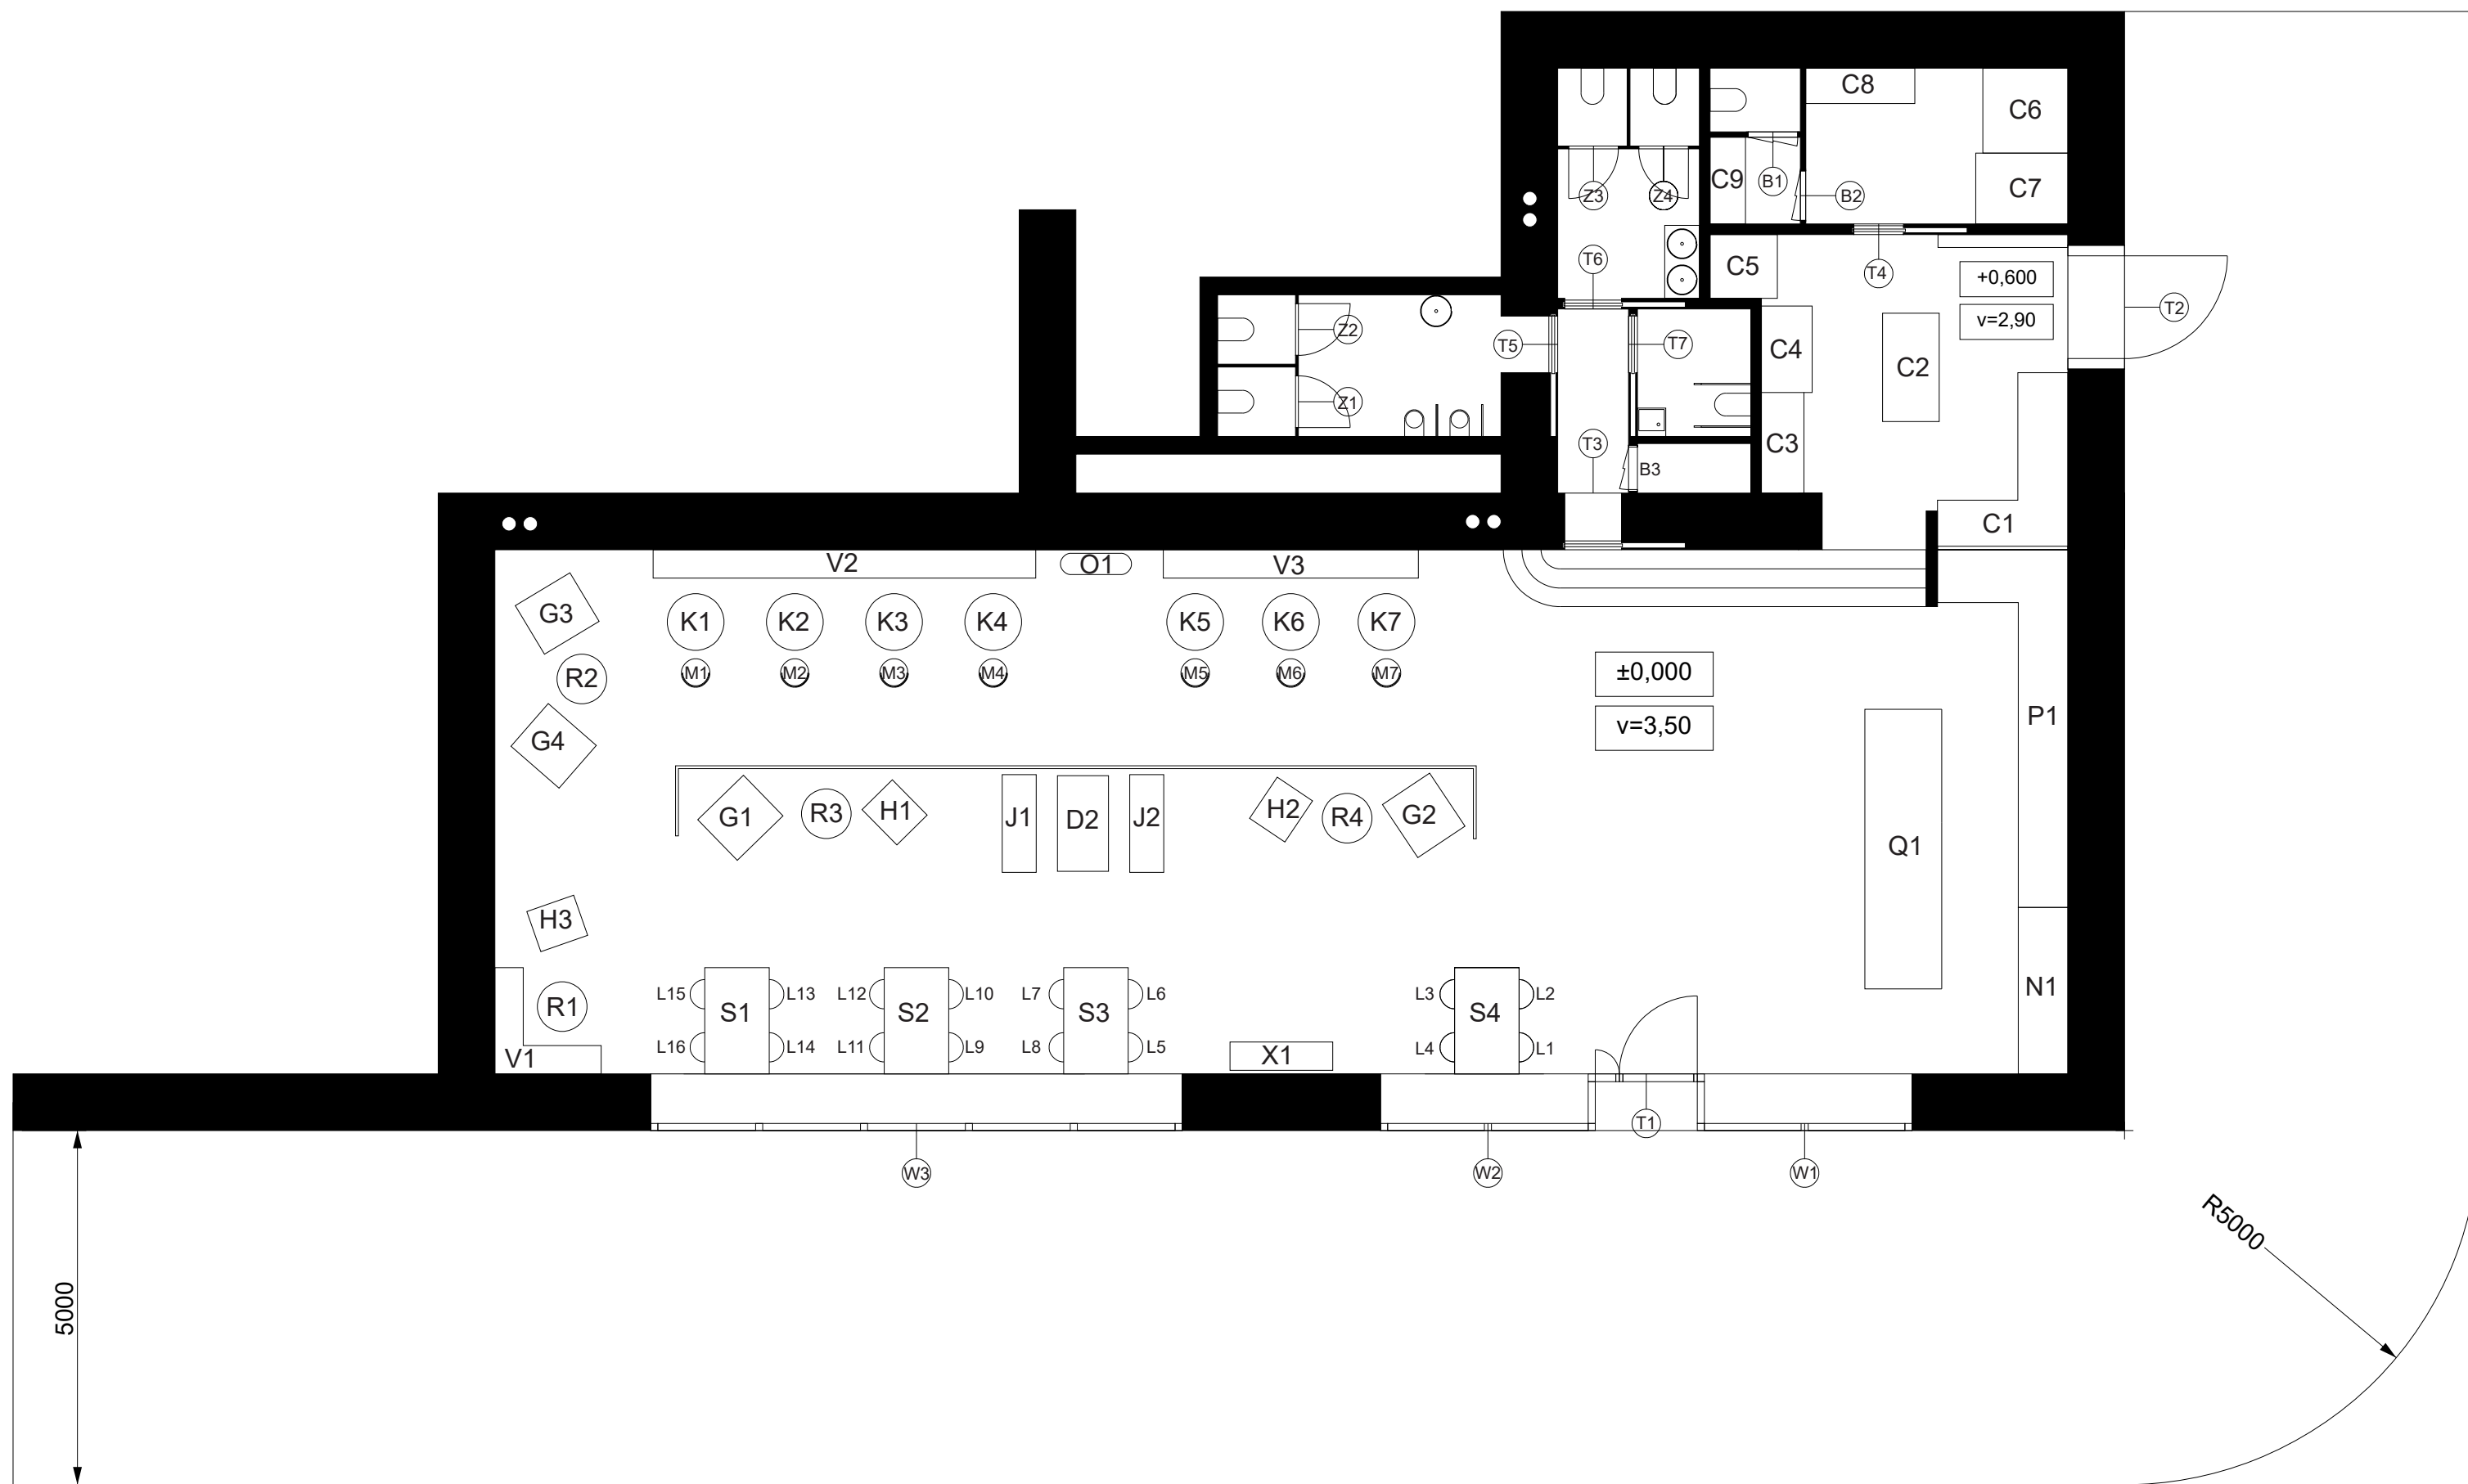 C8
C6
C9
B1
B2
C7
Z3
Z4
T6
C5
T4
+0,600
v=2,90
T2
Z2
T5
T7
C4
C2
Z1
T3
B3
C3
C1
V2
O1
V3
G3
K1
K2
K3
K4
K5
K6
K7
R2
M1
M2
M3
M4
M5
M6
M7
±0,000
v=3,50
P1
G4
G1
R3
H1
J1
D2
J2
H2
R4
G2
Q1
H3
R1
V1
L15
L13
L12
L10
L7
L6
L3
L2
S1
S2
S3
S4
N1
L16
L14
L11
L9
L8
L5
L4
L1
X1
T1
W3
W2
W1
R5000
5000